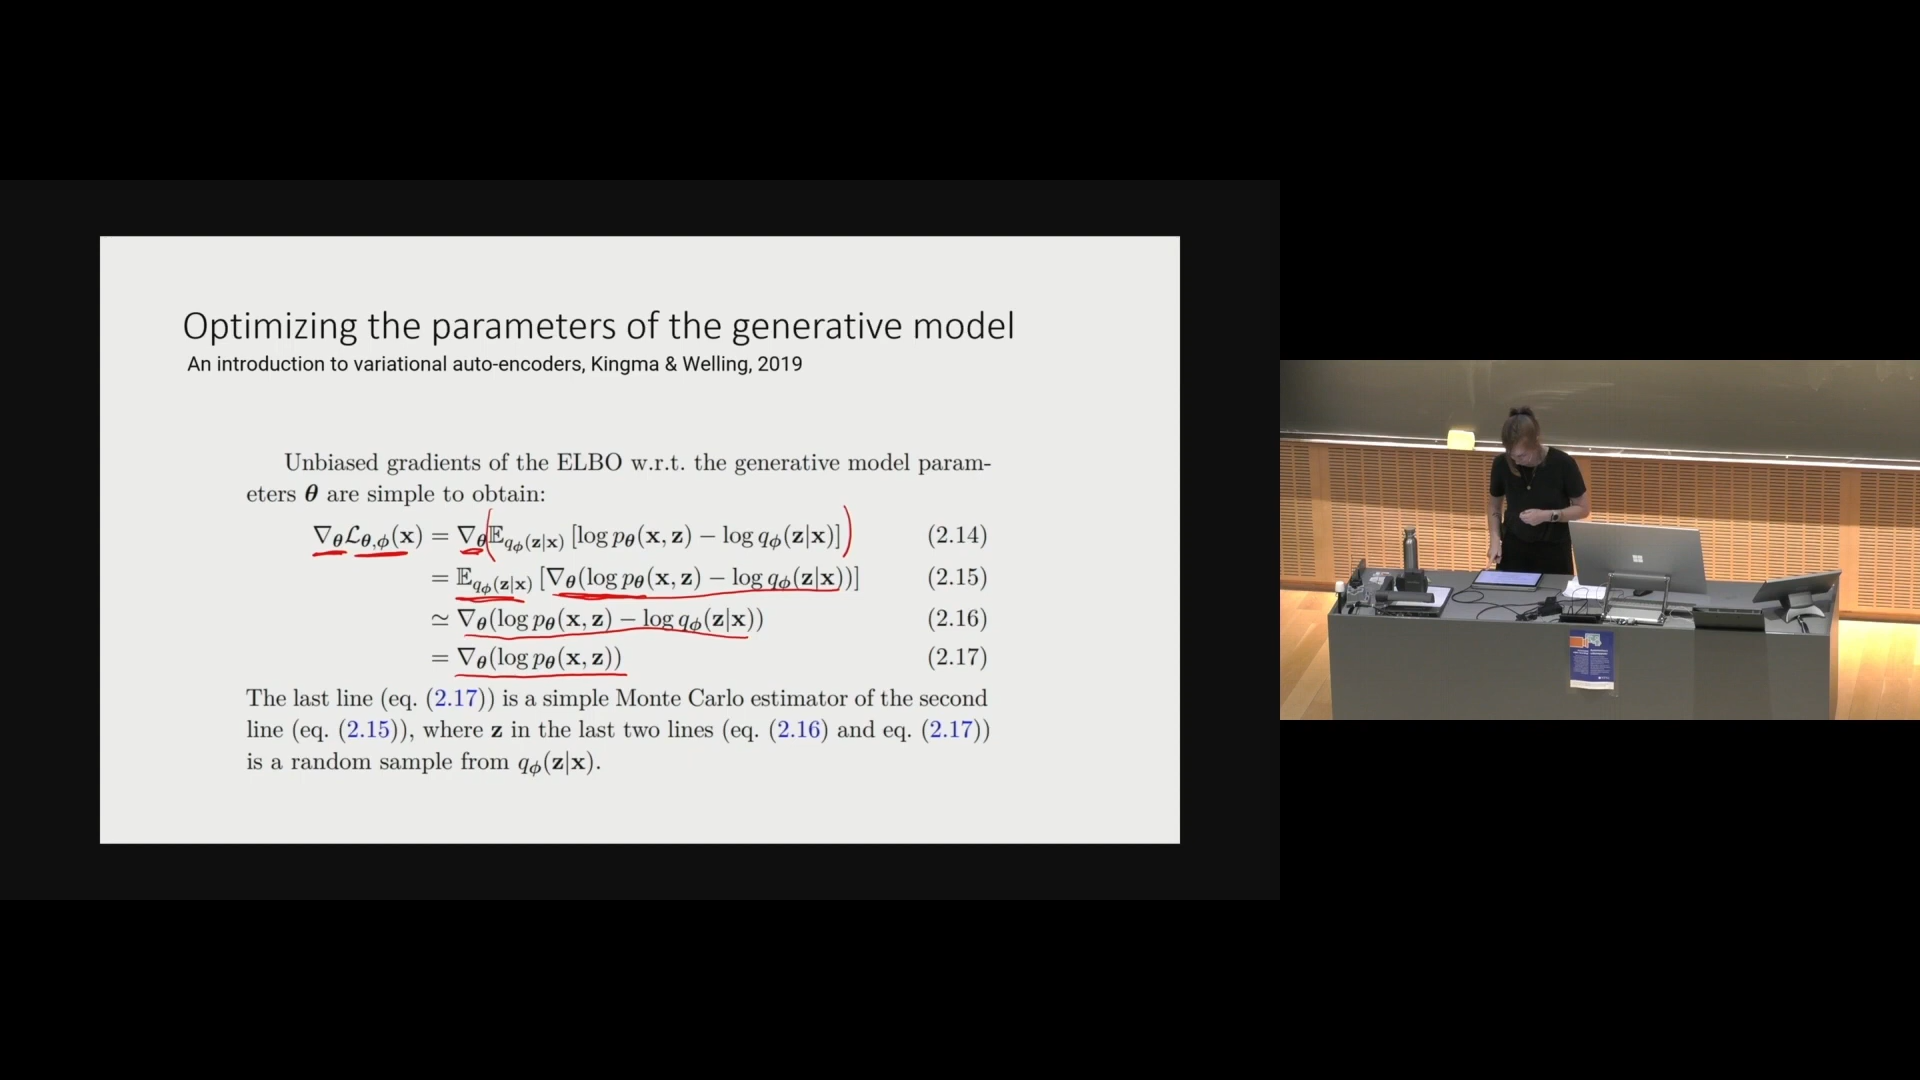 Optimizing the parameters of the generative model
An introduction to variational auto-encoders, Kingma & Welling, 2019
Unbiased gradients of the ELBO w.r.t. the generative model param-
eters θ are simple to obtain:
∇θLθ,ϕ(x) = ∇θ(𝔼qϕ(z|x) [log pθ(x, z) − log qϕ(z|x)]) (2.14)
= 𝔼qϕ(z|x) [∇θ(log pθ(x, z) − log qϕ(z|x))] (2.15)
≃ ∇θ(log pθ(x, z) − log qϕ(z|x)) (2.16)
= ∇θ(log pθ(x, z)) (2.17)
The last line (eq. (2.17)) is a simple Monte Carlo estimator of the second
line (eq. (2.15)), where z in the last two lines (eq. (2.16) and eq. (2.17))
is a random sample from qϕ(z|x).